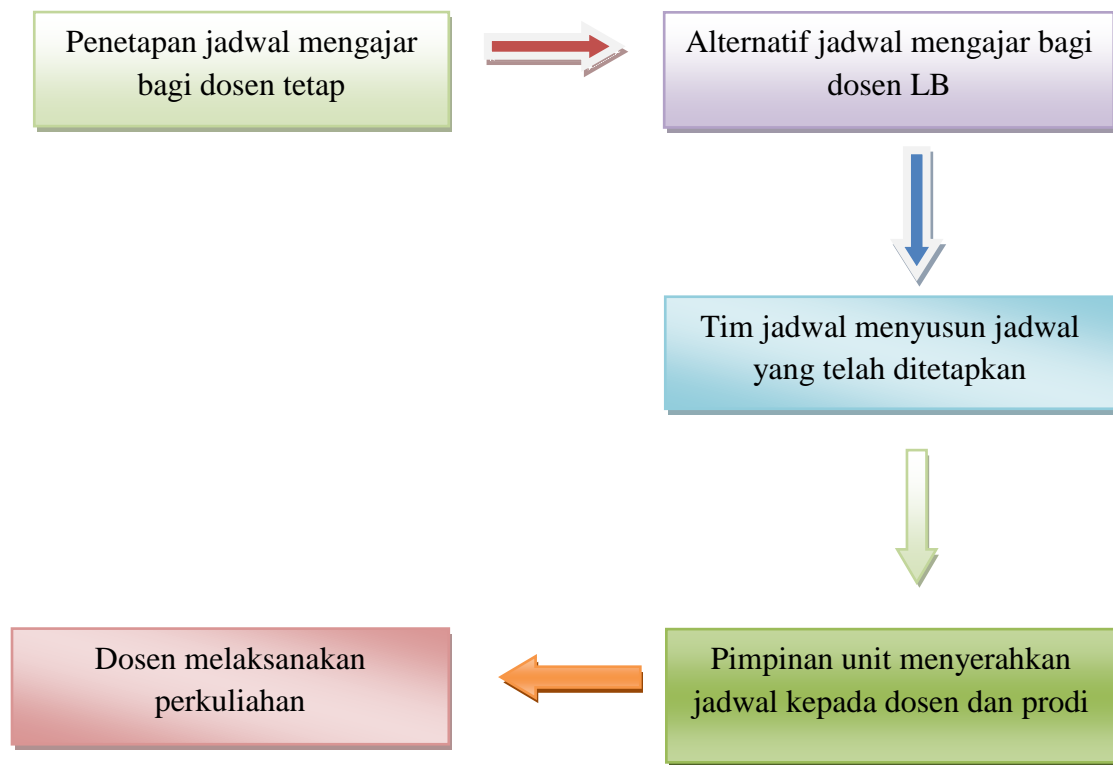 Penetapan jadwal mengajar
bagi dosen tetap
Alternatif jadwal mengajar bagi
dosen LB
Tim jadwal menyusun jadwal
yang telah ditetapkan
Pimpinan unit menyerahkan
jadwal kepada dosen dan prodi
Dosen melaksanakan
perkuliahan